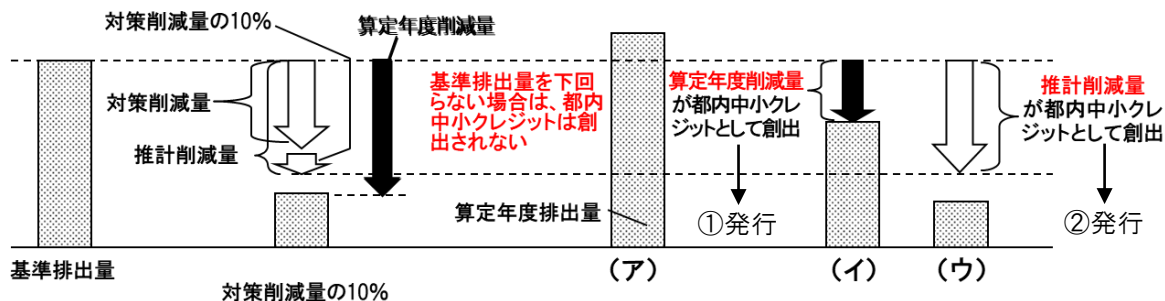 対策削減量の10%
算定年度削減量
対策削減量
推計削減量
基準排出量を下回
らない場合は、都内
中小クレジットは創
出されない
算定年度削減量
が都内中小クレ
ジットとして創出
推計削減量
が都内中小クレ
ジットとして創出
算定年度排出量
①発行
②発行
基準排出量
(ア)
(イ)
(ウ)
対策削減量の10%